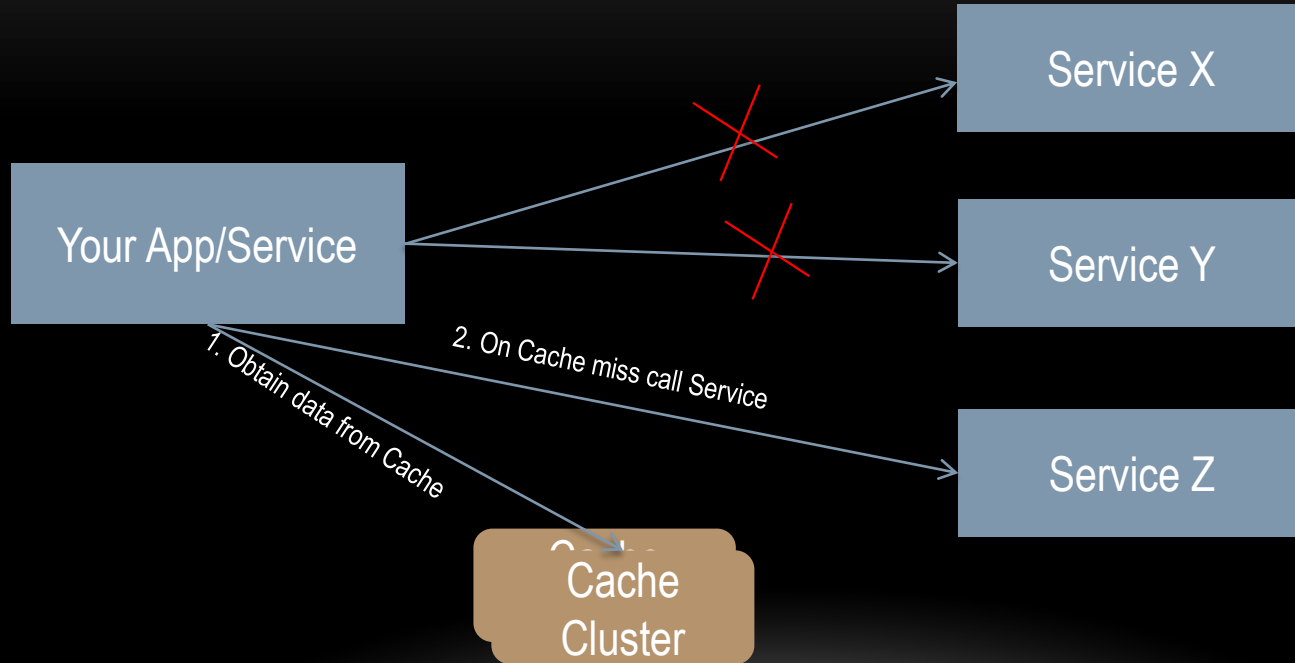 Service X
Your App/Service
Service Y
2. On Cache miss call Service
1. Obtain data from Cache
Service Z
Cache
Cluster